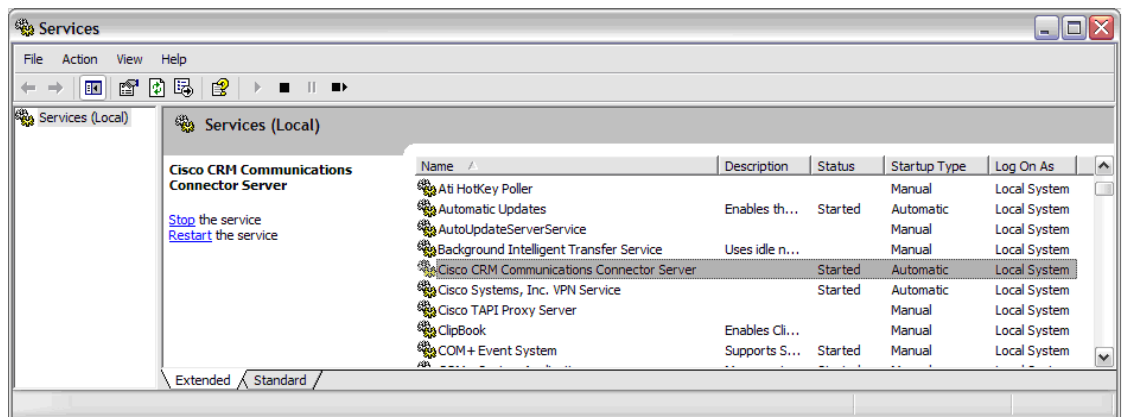 Services
File Action View Help
Services (Local)
Services (Local)
Cisco CRM Communications
Connector Server
Stop the service
Restart the service
Name Description Status Startup Type Log On As
Ati HotKey Poller Manual Local System
Automatic Updates Enables th... Started Automatic Local System
AutoUpdateServerService Manual Local System
Background Intelligent Transfer Service Uses idle n... Manual Local System
Cisco CRM Communications Connector Server Started Automatic Local System
Cisco Systems, Inc. VPN Service Started Automatic Local System
Cisco TAPI Proxy Server Manual Local System
ClipBook Enables Cli... Manual Local System
COM+ Event System Supports S... Started Manual Local System
Extended Standard